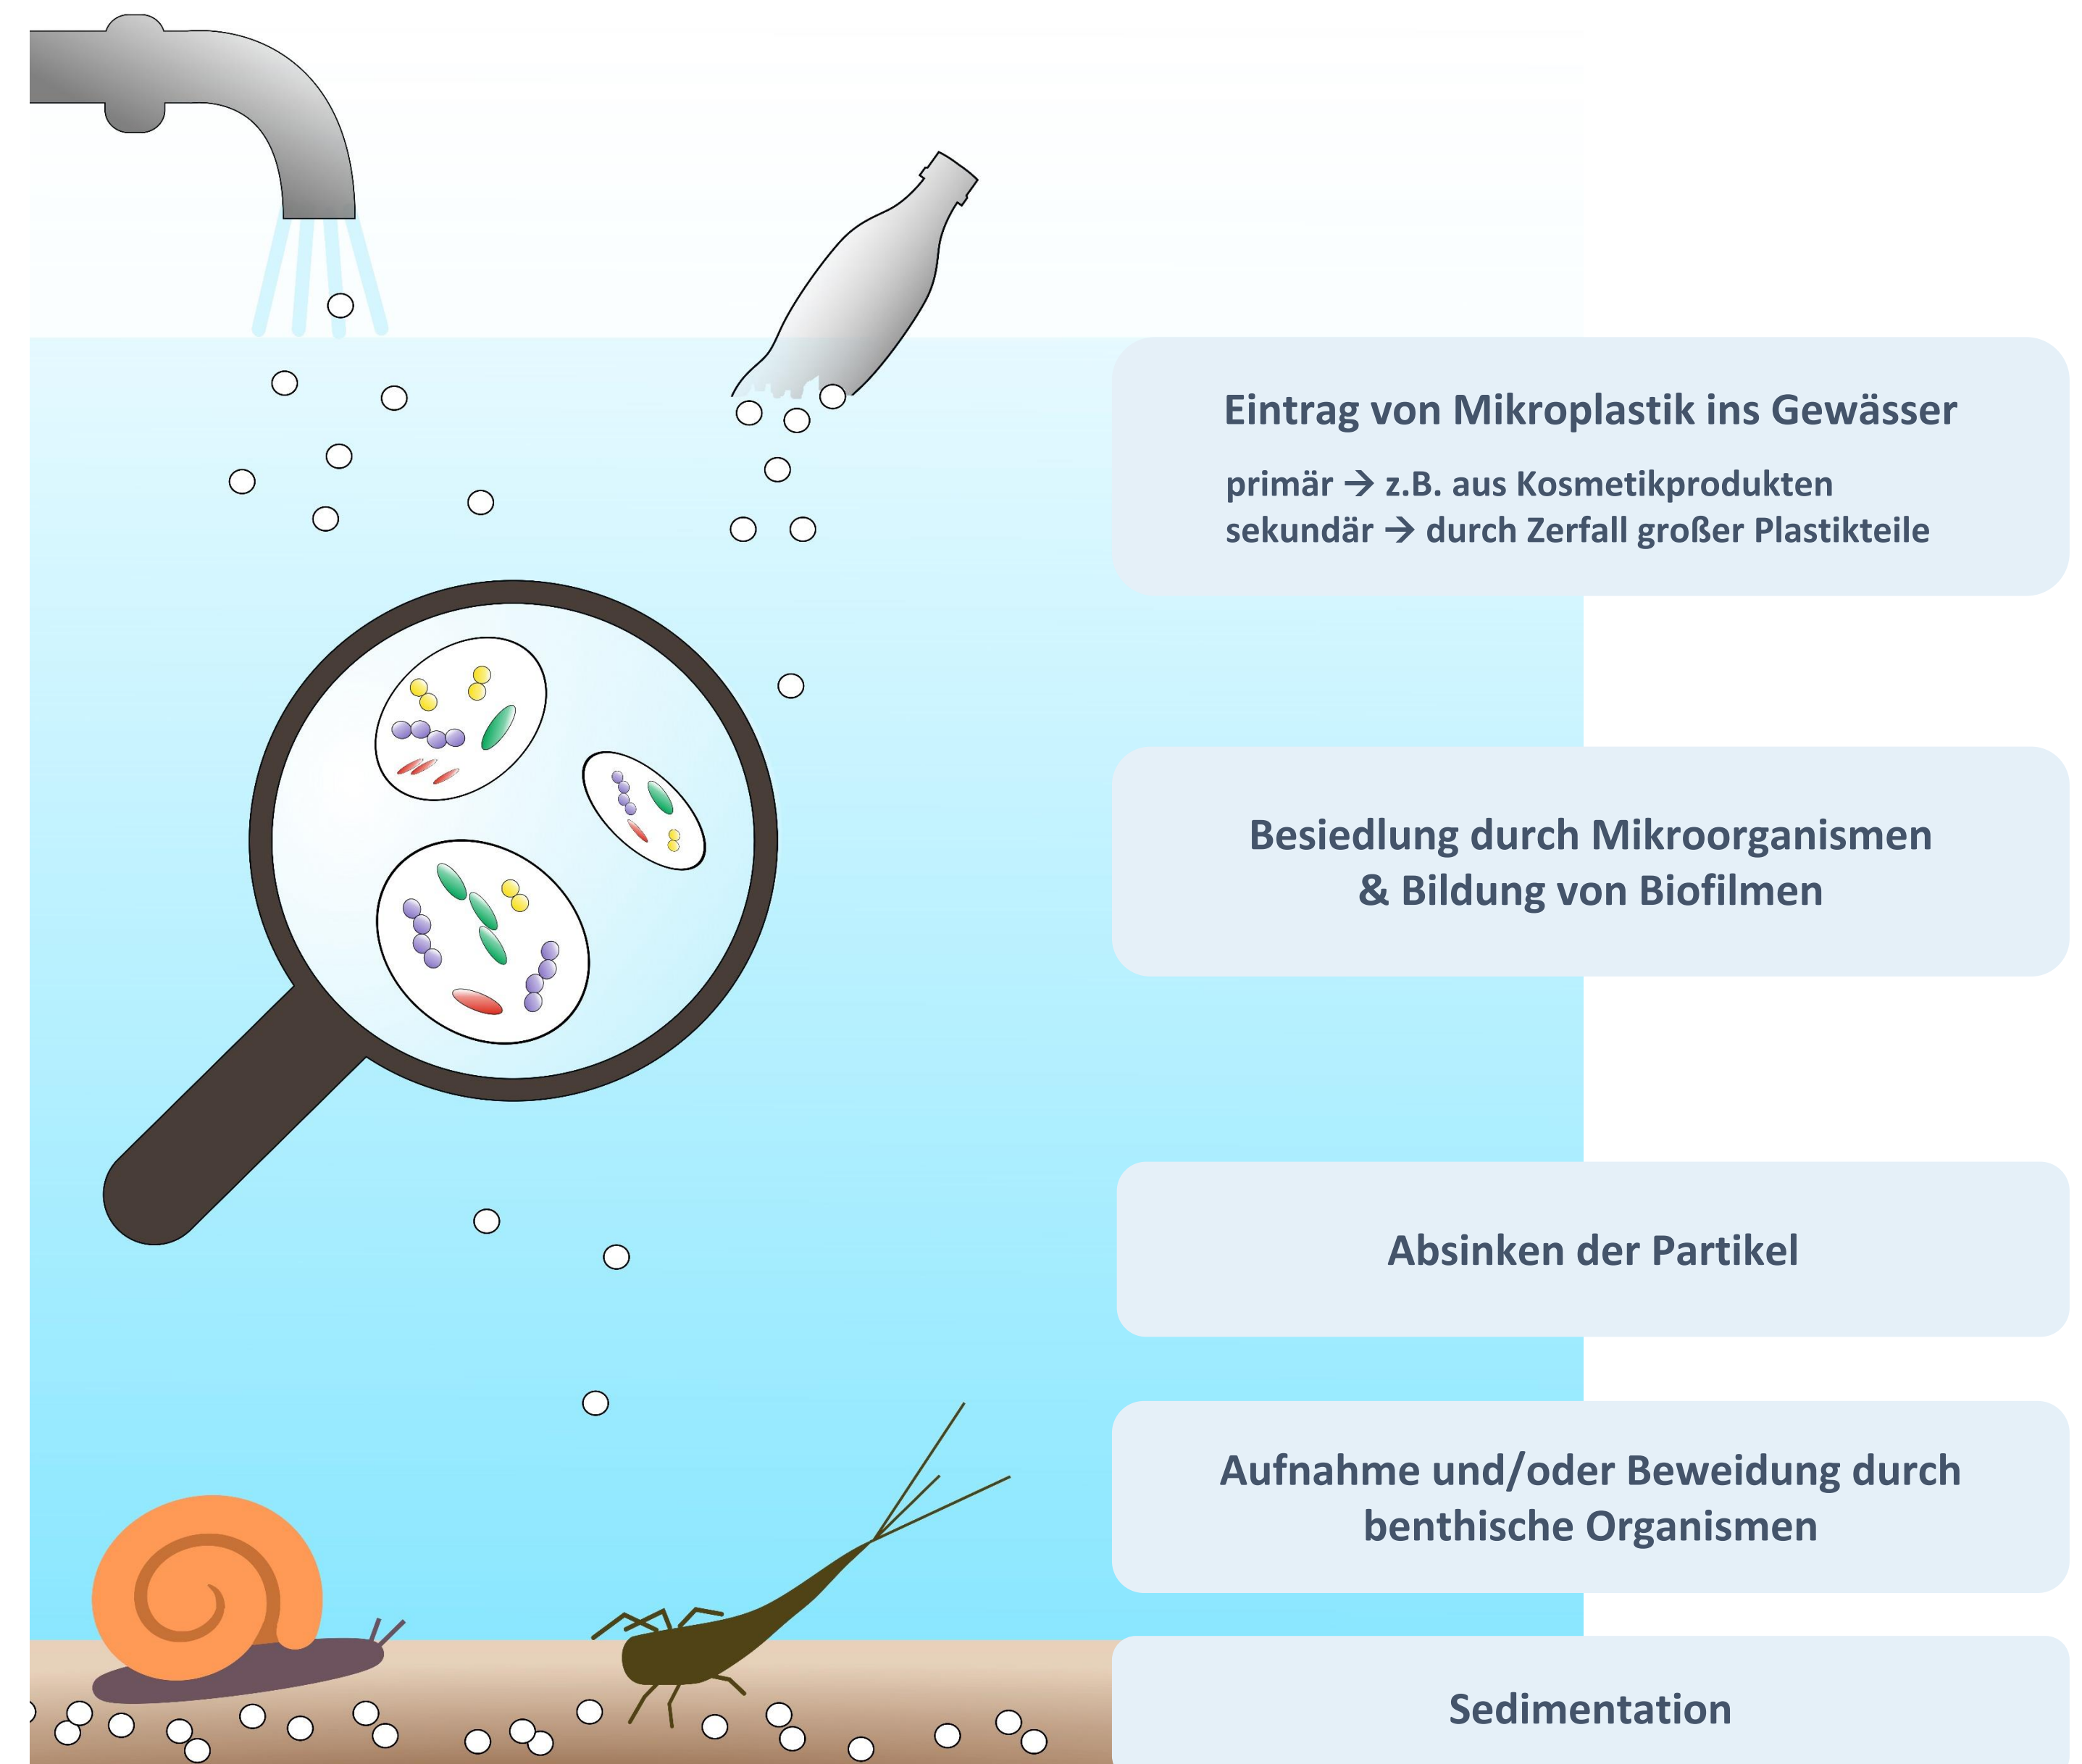 Eintrag von Mikroplastik ins Gewässer
primär → z.B. aus Kosmetikprodukten
sekundär → durch Zerfall großer Plastikteile
Besiedlung durch Mikroorganismen
& Bildung von Biofilmen
Absinken der Partikel
Aufnahme und/oder Beweidung durch
benthische Organismen
Sedimentation